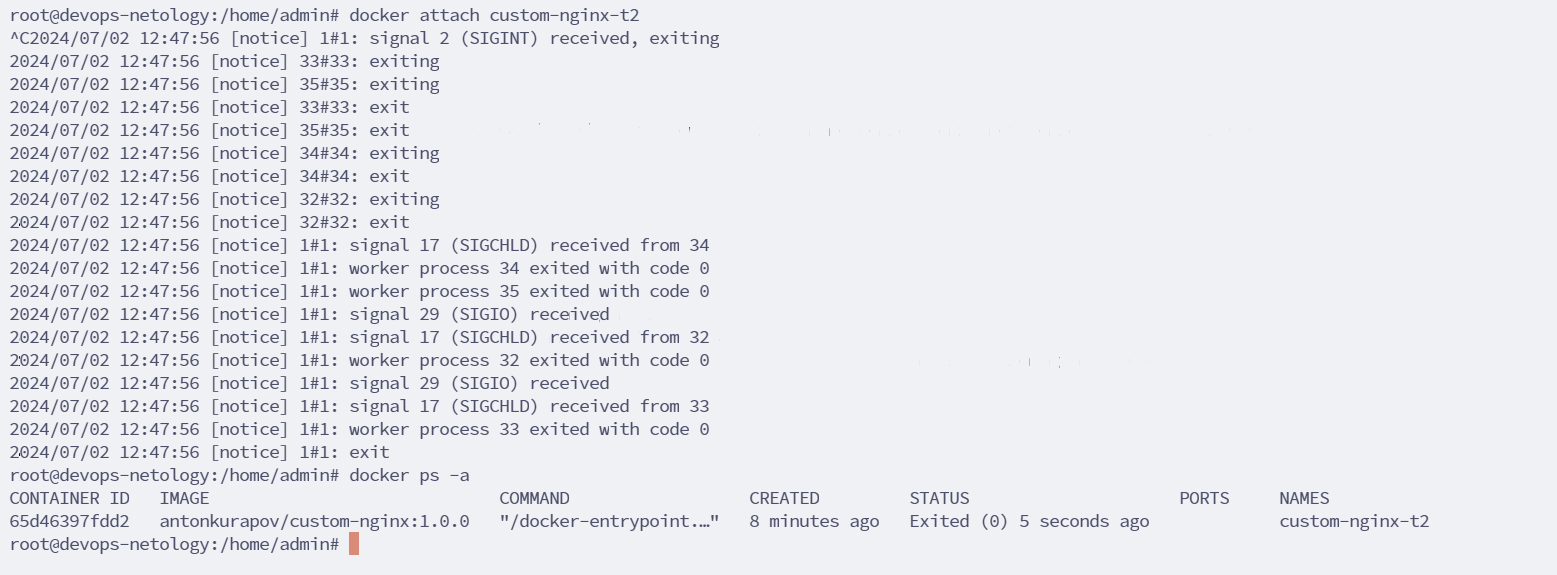 root@devops-netology:/home/admin# docker attach custom-nginx-t2
^C2024/07/02 12:47:56 [notice] 1#1: signal 2 (SIGINT) received, exiting
2024/07/02 12:47:56 [notice] 33#33: exiting
2024/07/02 12:47:56 [notice] 35#35: exiting
2024/07/02 12:47:56 [notice] 33#33: exit
2024/07/02 12:47:56 [notice] 35#35: exit
2024/07/02 12:47:56 [notice] 34#34: exiting
2024/07/02 12:47:56 [notice] 34#34: exit
2024/07/02 12:47:56 [notice] 32#32: exiting
2024/07/02 12:47:56 [notice] 32#32: exit
2024/07/02 12:47:56 [notice] 1#1: signal 17 (SIGCHLD) received from 34
2024/07/02 12:47:56 [notice] 1#1: worker process 34 exited with code 0
2024/07/02 12:47:56 [notice] 1#1: worker process 35 exited with code 0
2024/07/02 12:47:56 [notice] 1#1: signal 29 (SIGIO) received
2024/07/02 12:47:56 [notice] 1#1: signal 17 (SIGCHLD) received from 32
2024/07/02 12:47:56 [notice] 1#1: worker process 32 exited with code 0
2024/07/02 12:47:56 [notice] 1#1: signal 29 (SIGIO) received
2024/07/02 12:47:56 [notice] 1#1: signal 17 (SIGCHLD) received from 33
2024/07/02 12:47:56 [notice] 1#1: worker process 33 exited with code 0
2024/07/02 12:47:56 [notice] 1#1: exit
root@devops-netology:/home/admin# docker ps -a
CONTAINER ID   IMAGE                             COMMAND                  CREATED         STATUS                     PORTS     NAMES
65d46397fdd2   antonkurapov/custom-nginx:1.0.0   "/docker-entrypoint.…"   8 minutes ago   Exited (0) 5 seconds ago             custom-nginx-t2
root@devops-netology:/home/admin#